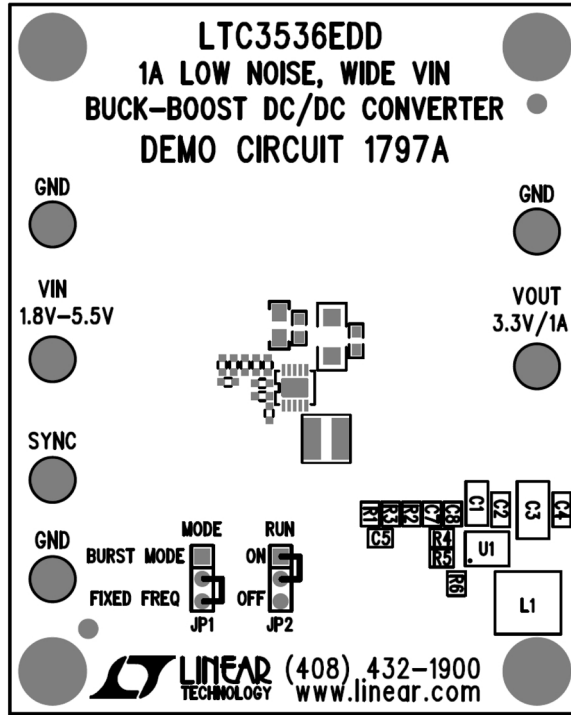 LTC3536EDD
1A LOW NOISE, WIDE VIN
BUCK-BOOST DC/DC CONVERTER
DEMO CIRCUIT 1797A
GND
GND
VIN
1.8V-5.5V
VOUT
3.3V/1A
SYNC
R1 R3 R2 C7 C8 C1 C2 C3 C4
C5 R4 U1
R5
R6 L1
GND
MODE RUN
BURST MODE ON
FIXED FREQ OFF
JP1 JP2
LINEAR (408) 432-1900
TECHNOLOGY www.linear.com